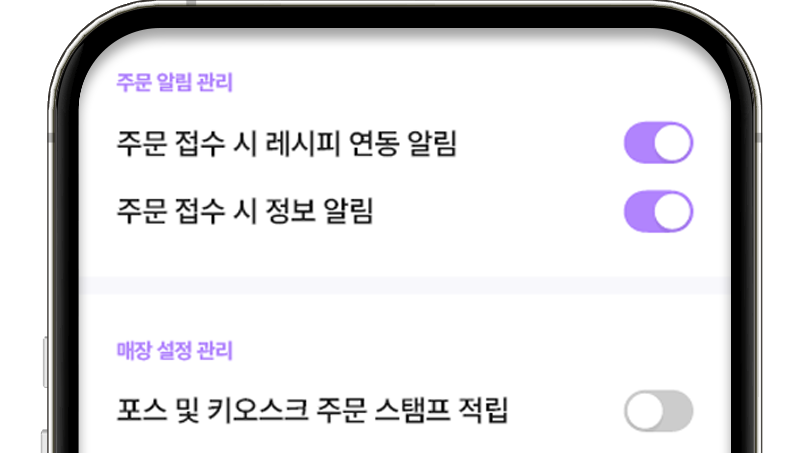 주문 알림 관리
주문 접수 시 레시피 연동 알림
주문 접수 시 정보 알림
매장 설정 관리
포스 및 키오스크 주문 스탬프 적립